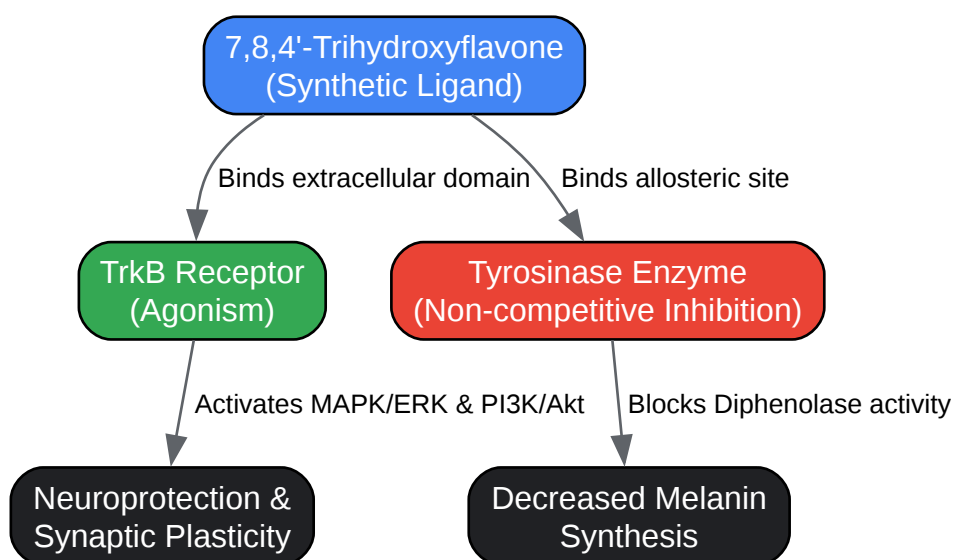 7,8,4'-Trihydroxyflavone
(Synthetic Ligand)
Binds extracellular domain
Binds allosteric site
TrkB Receptor
(Agonism)
Tyrosinase Enzyme
(Non-competitive Inhibition)
Activates MAPK/ERK & PI3K/Akt
Blocks Diphenolase activity
Neuroprotection &
Synaptic Plasticity
Decreased Melanin
Synthesis